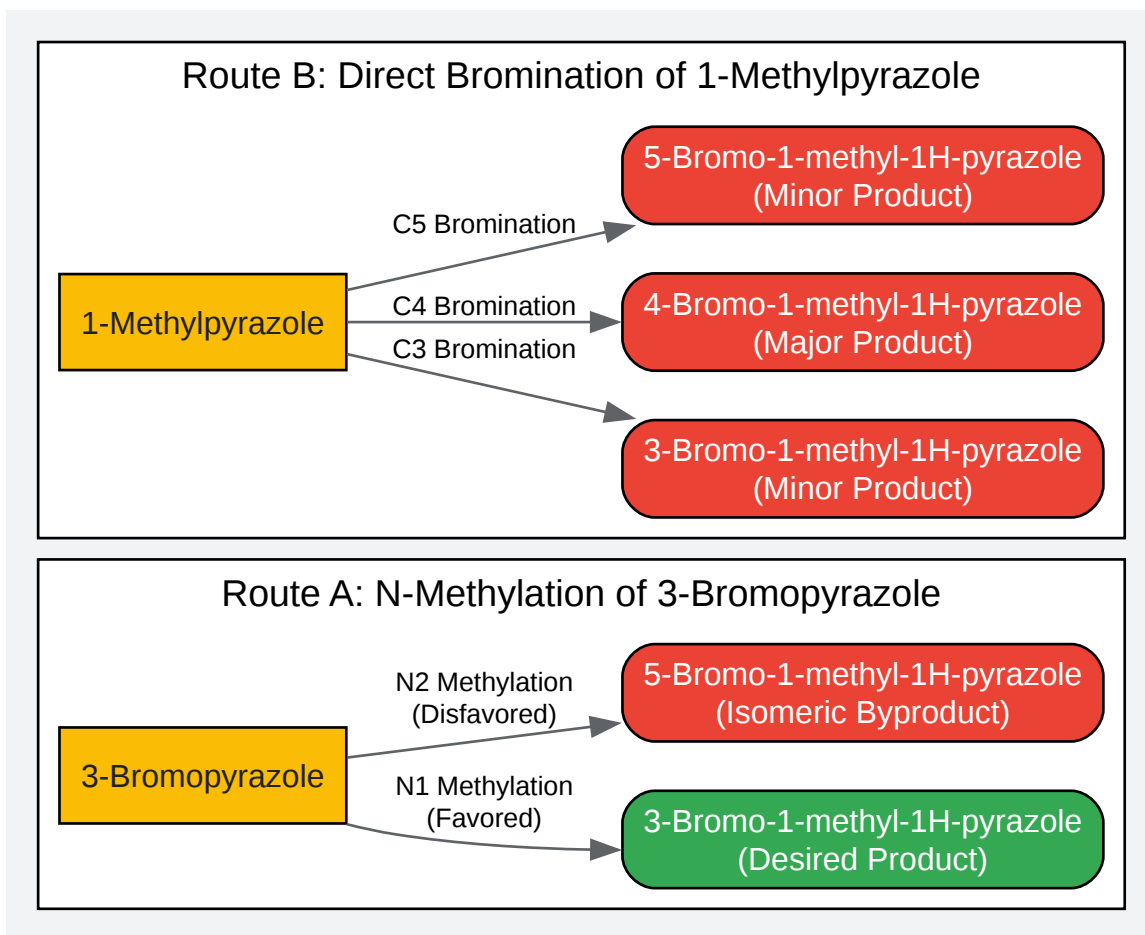 Route B: Direct Bromination of 1-Methylpyrazole
5-Bromo-1-methyl-1H-pyrazole
(Minor Product)
C5 Bromination
1-Methylpyrazole
C4 Bromination
4-Bromo-1-methyl-1H-pyrazole
(Major Product)
C3 Bromination
3-Bromo-1-methyl-1H-pyrazole
(Minor Product)
Route A: N-Methylation of 3-Bromopyrazole
N2 Methylation
(Disfavored)
5-Bromo-1-methyl-1H-pyrazole
(Isomeric Byproduct)
3-Bromopyrazole
N1 Methylation
(Favored)
3-Bromo-1-methyl-1H-pyrazole
(Desired Product)